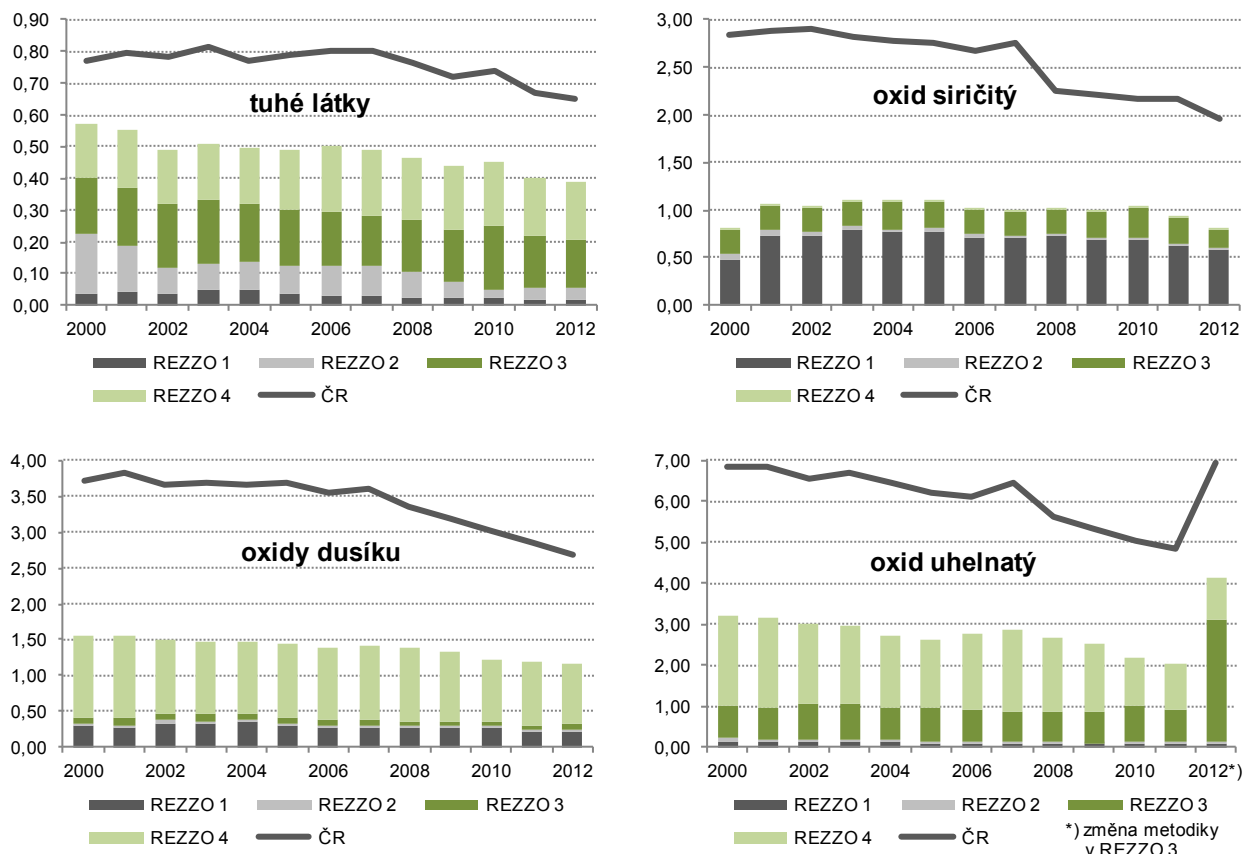 0,90
0,80
0,70
0,60
0,50
0,40
0,30
0,20
0,10
0,00
tuhé látky
2000 2002 2004 2006 2008 2010 2012
REZZO 1 REZZO 2 REZZO 3
REZZO 4 ČR
3,00
2,50
2,00
1,50
1,00
0,50
0,00
oxid siričitý
2000 2002 2004 2006 2008 2010 2012
REZZO 1 REZZO 2 REZZO 3
REZZO 4 ČR
4,00
3,50
3,00
2,50
2,00
1,50
1,00
0,50
0,00
oxidy dusíku
2000 2002 2004 2006 2008 2010 2012
REZZO 1 REZZO 2 REZZO 3
REZZO 4 ČR
7,00
6,00
5,00
4,00
3,00
2,00
1,00
0,00
oxid uhelnatý
2000 2002 2004 2006 2008 2010 2012*)
REZZO 1 REZZO 2 REZZO 3
REZZO 4 ČR
*) změna metodiky
v REZZO 3